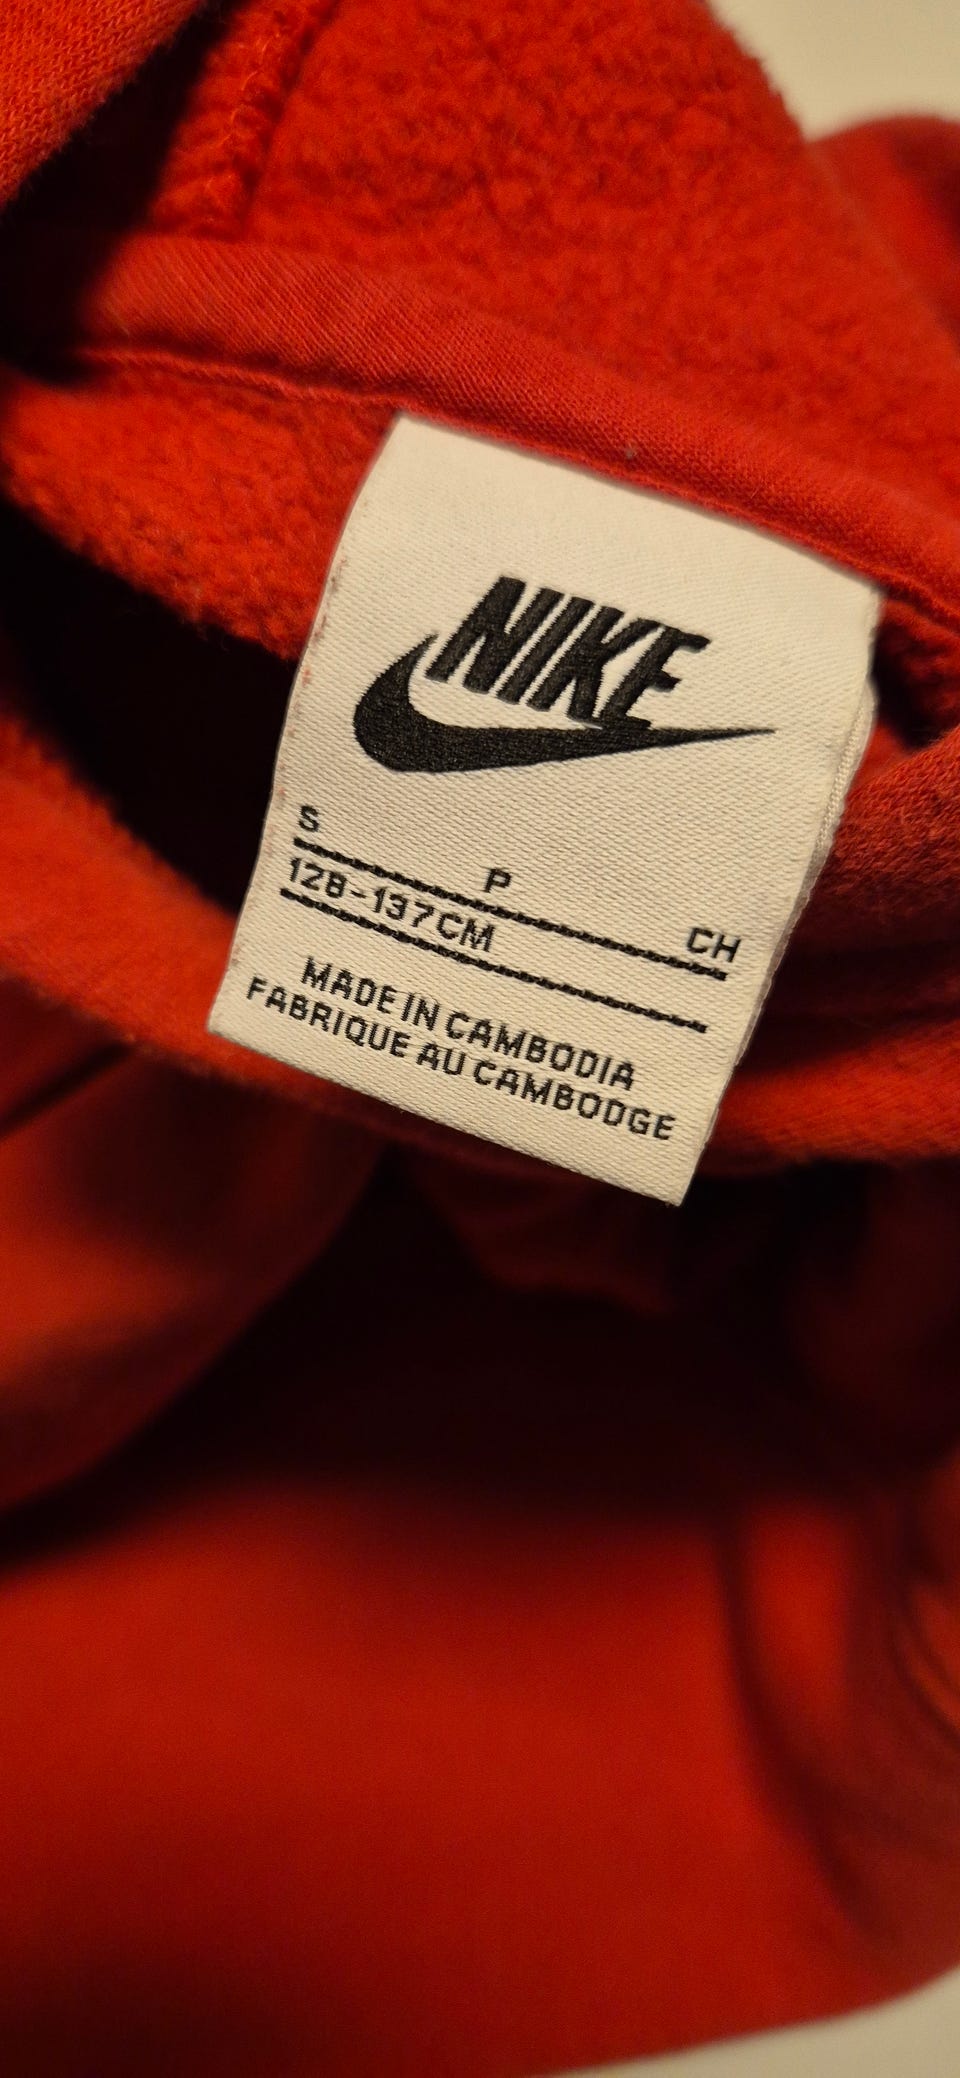 NIKE
S P CH
128-137CM
MADE IN CAMBODIA
FABRIQUE AU CAMBODGE